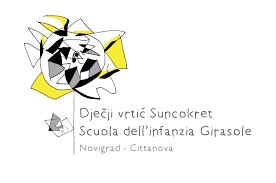 Dječji vrtić Suncokret
Scuola dell'infanzia Girasole
Novigrad - Cittanova